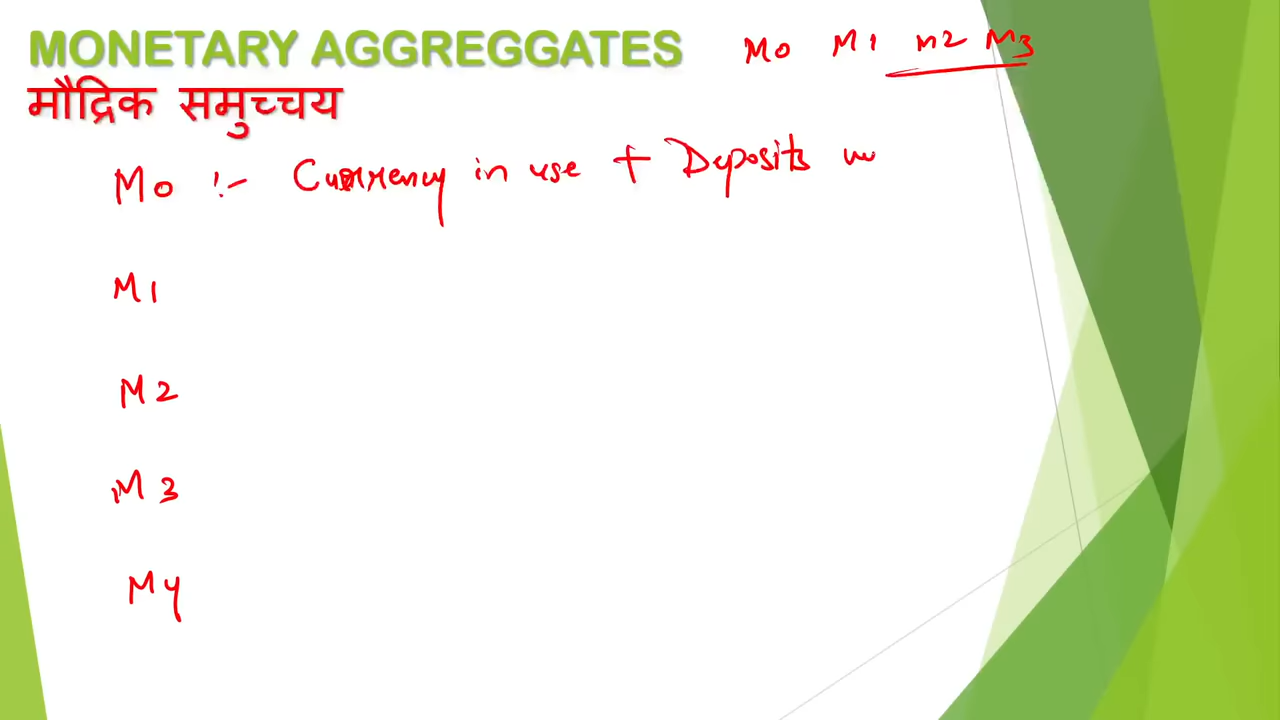 MONETARY AGGREGGATES
M0 M1 M2 M3
मौद्रिक समुच्चय
M0 :- Currency in use + Deposits w
M1
M2
M3
M4